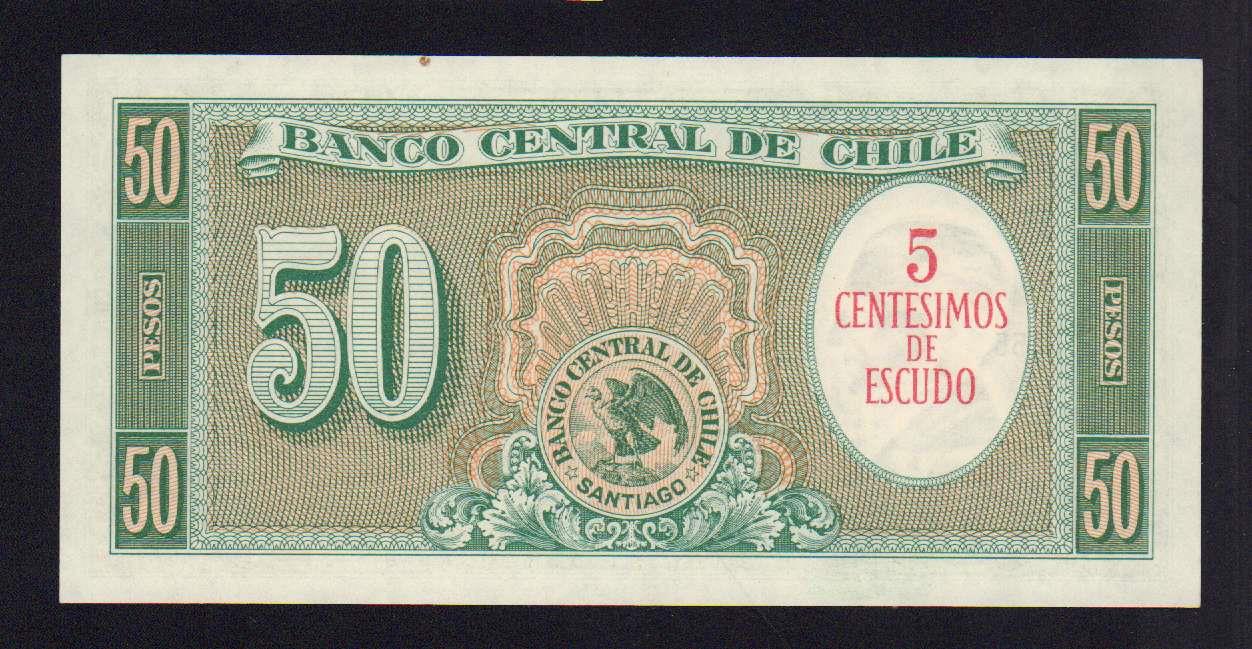 BANCO CENTRAL DE CHILE
50
50
50
PESOS
PESOS
5
CENTESIMOS
DE
ESCUDO
BANCO CENTRAL DE CHILE
SANTIAGO
50
50